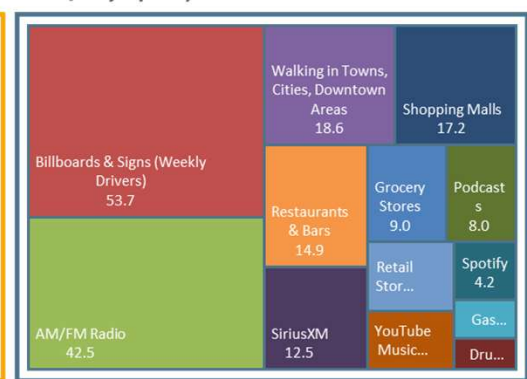 Billboards & Signs (Weekly
Drivers)
53.7
AM/FM Radio
42.5
Walking in Towns,
Cities, Downtown
Areas
18.6
Shopping Malls
17.2
Restaurants
& Bars
14.9
SiriusXM
12.5
Grocery
Stores
9.0
Podcast
s
8.0
Retail
Stor...
Spotify
4.2
YouTube
Music...
Gas...
Dru...